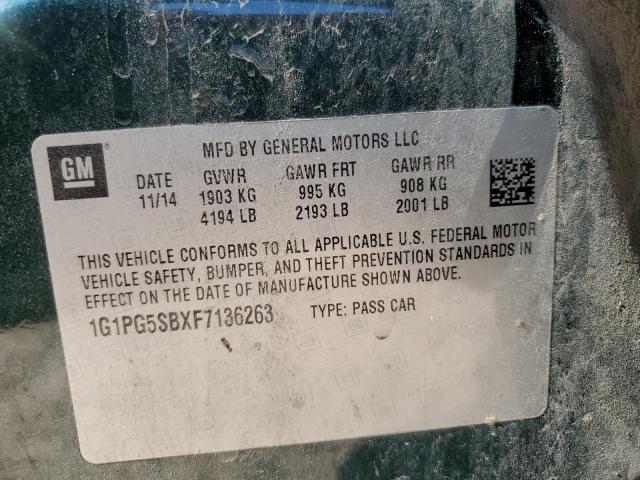 GM
MFD BY GENERAL MOTORS LLC
DATE GVWR GAWR FRT GAWR RR
11/14 1903 KG 995 KG 908 KG
4194 LB 2193 LB 2001 LB
THIS VEHICLE CONFORMS TO ALL APPLICABLE U.S. FEDERAL MOTOR
VEHICLE SAFETY, BUMPER, AND THEFT PREVENTION STANDARDS IN
EFFECT ON THE DATE OF MANUFACTURE SHOWN ABOVE.
1G1PG5SBXF7136263 TYPE: PASS CAR